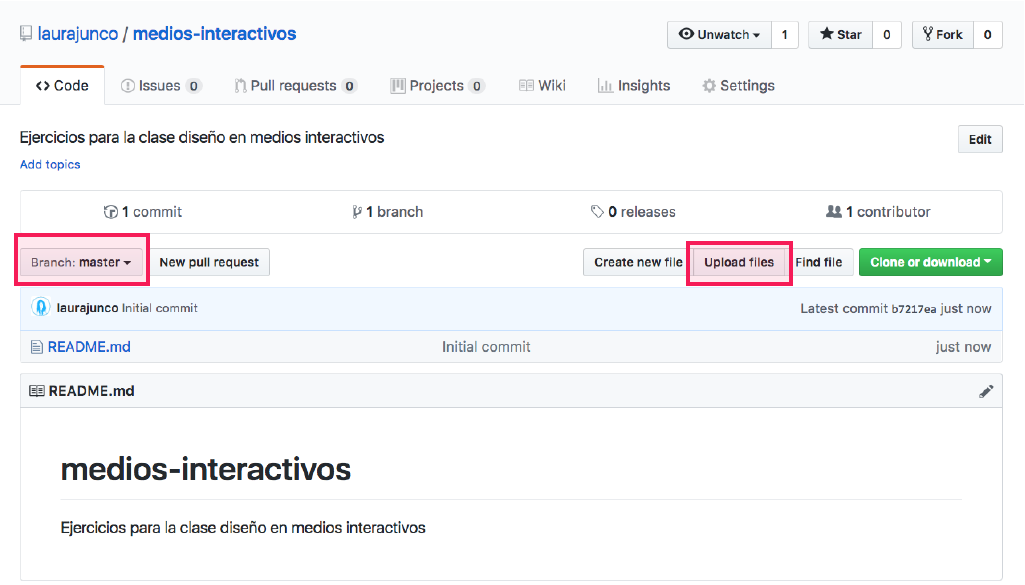 laurajunco / medios-interactivos
Unwatch 1 Star 0 Fork 0
Code Issues 0 Pull requests 0 Projects 0 Wiki Insights Settings
Ejercicios para la clase diseño en medios interactivos
Edit
Add topics
1 commit 1 branch 0 releases 1 contributor
Branch: master New pull request Create new file Upload files Find file Clone or download
laurajunco Initial commit Latest commit b7217ea just now
README.md Initial commit just now
README.md
medios-interactivos
Ejercicios para la clase diseño en medios interactivos